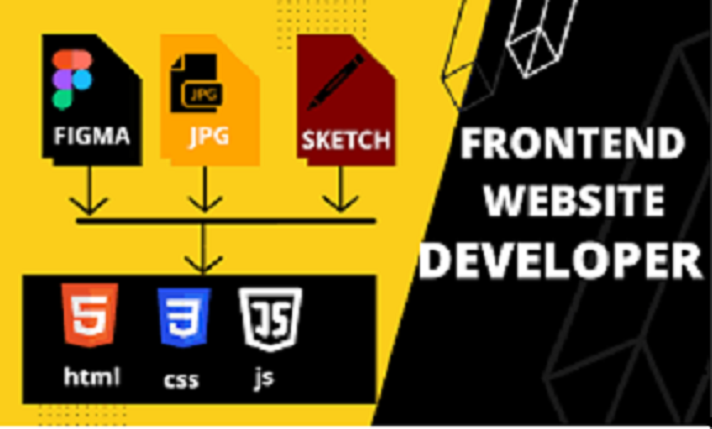 FIGMA
JPG
JPG
SKETCH
FRONTEND
WEBSITE
DEVELOPER
5
3
JS
html
css
js